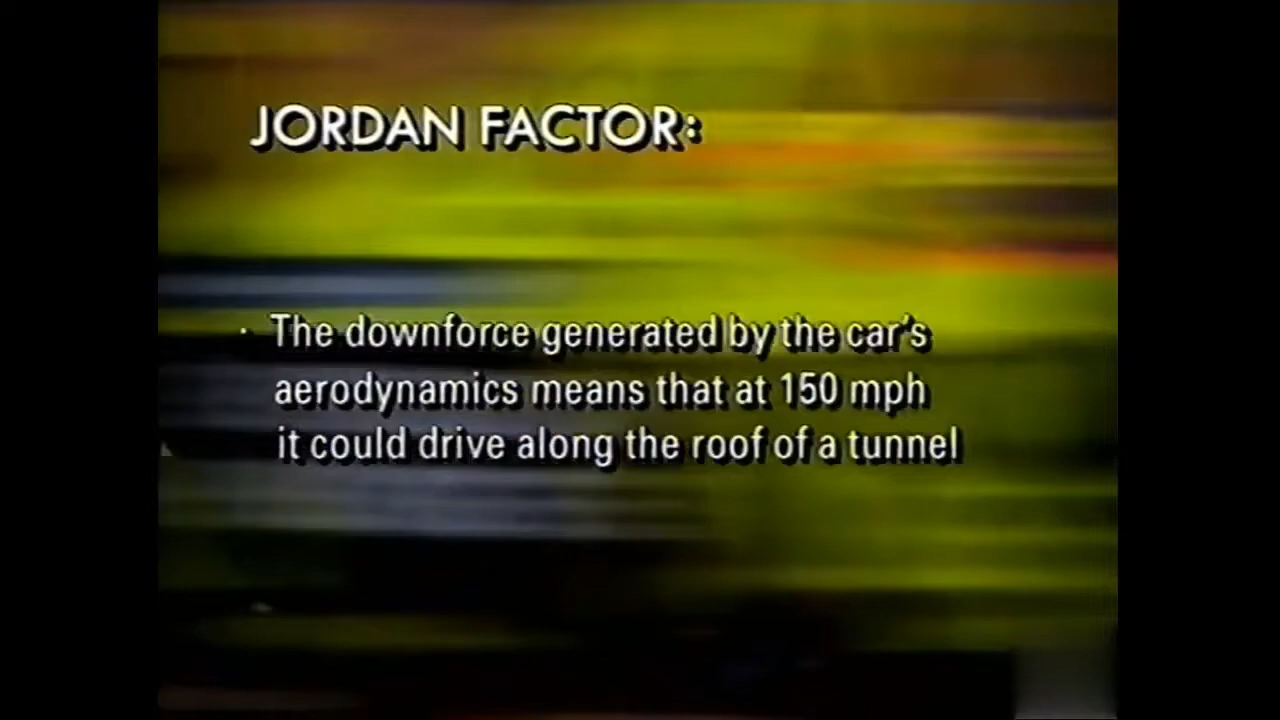 JORDAN FACTOR:
· The downforce generated by the car's
aerodynamics means that at 150 mph
it could drive along the roof of a tunnel